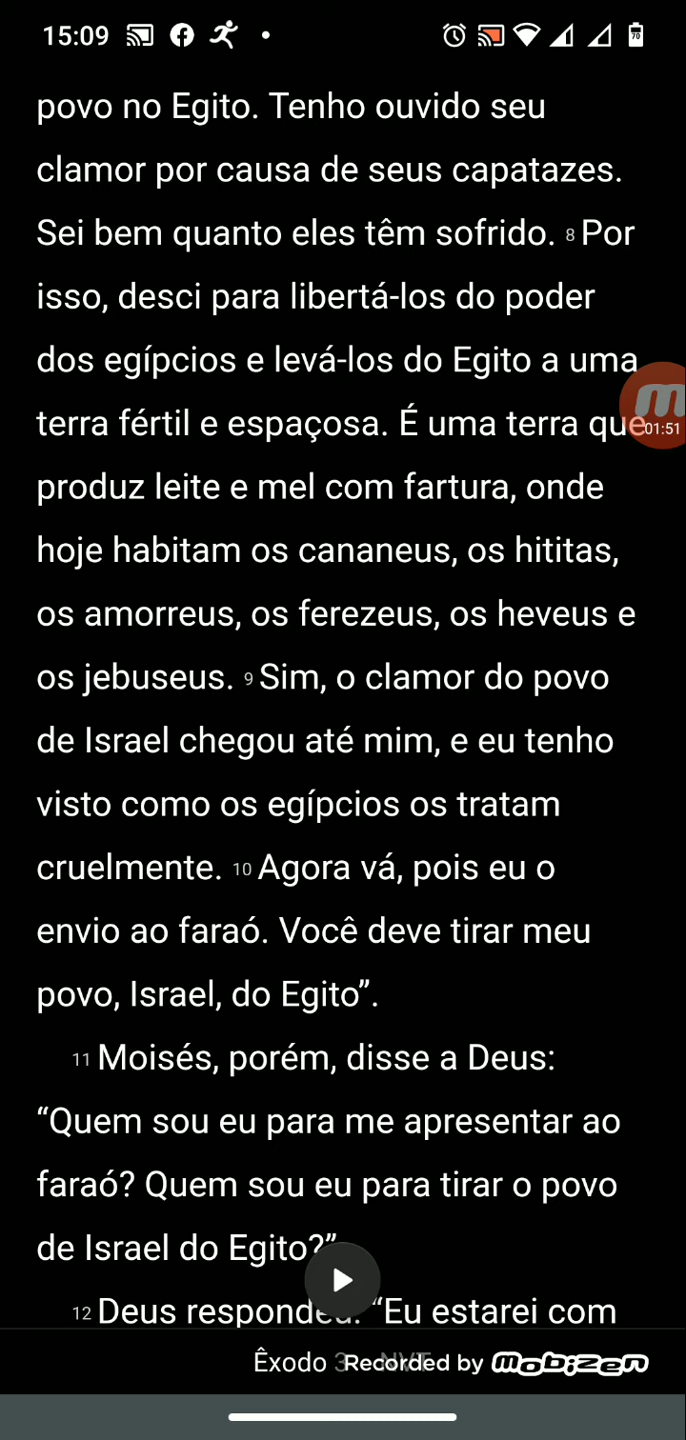 15:09
70
povo no Egito. Tenho ouvido seu
clamor por causa de seus capatazes.
Sei bem quanto eles têm sofrido. 8 Por
isso, desci para libertá-los do poder
dos egípcios e levá-los do Egito a uma
terra fértil e espaçosa. É uma terra que
01:51
produz leite e mel com fartura, onde
hoje habitam os cananeus, os hititas,
os amorreus, os ferezeus, os heveus e
os jebuseus. 9 Sim, o clamor do povo
de Israel chegou até mim, e eu tenho
visto como os egípcios os tratam
cruelmente. 10 Agora vá, pois eu o
envio ao faraó. Você deve tirar meu
povo, Israel, do Egito”.
11 Moisés, porém, disse a Deus:
“Quem sou eu para me apresentar ao
faraó? Quem sou eu para tirar o povo
de Israel do Egito?”
12 Deus respondeu: “Eu estarei com
Êxodo 3 NVT
Recorded by mobizen